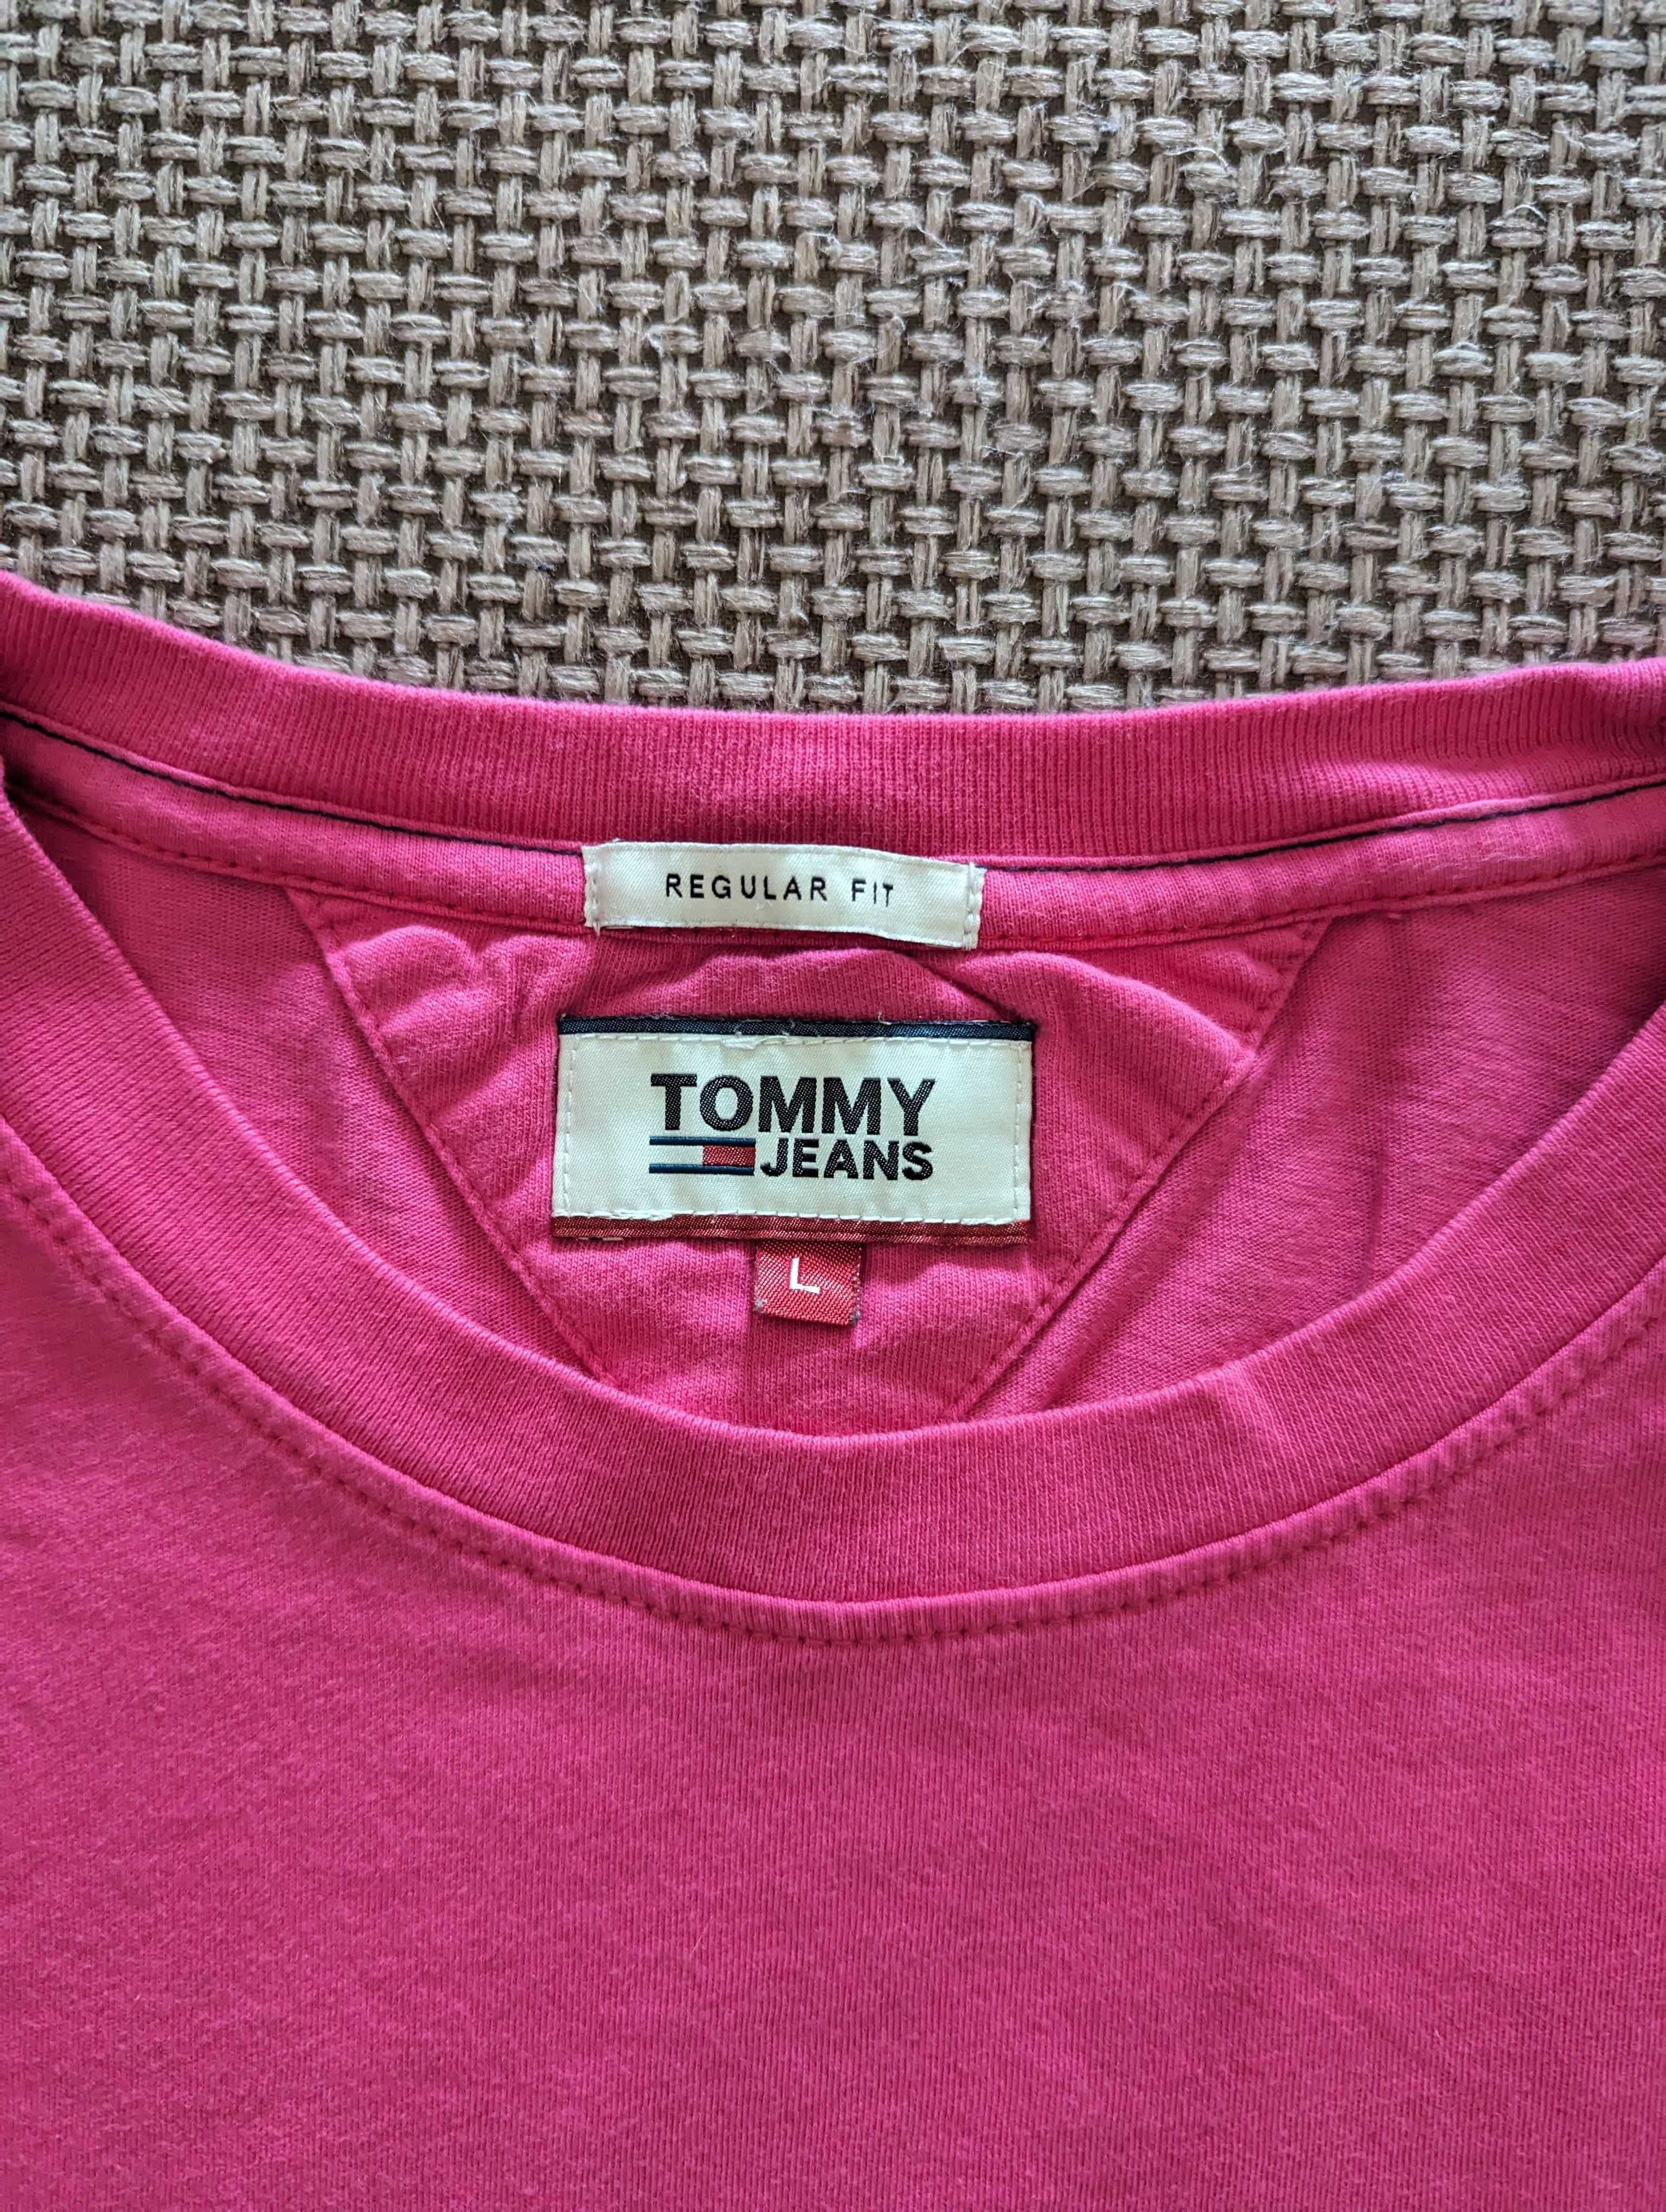 REGULAR FIT
TOMMY
JEANS
L